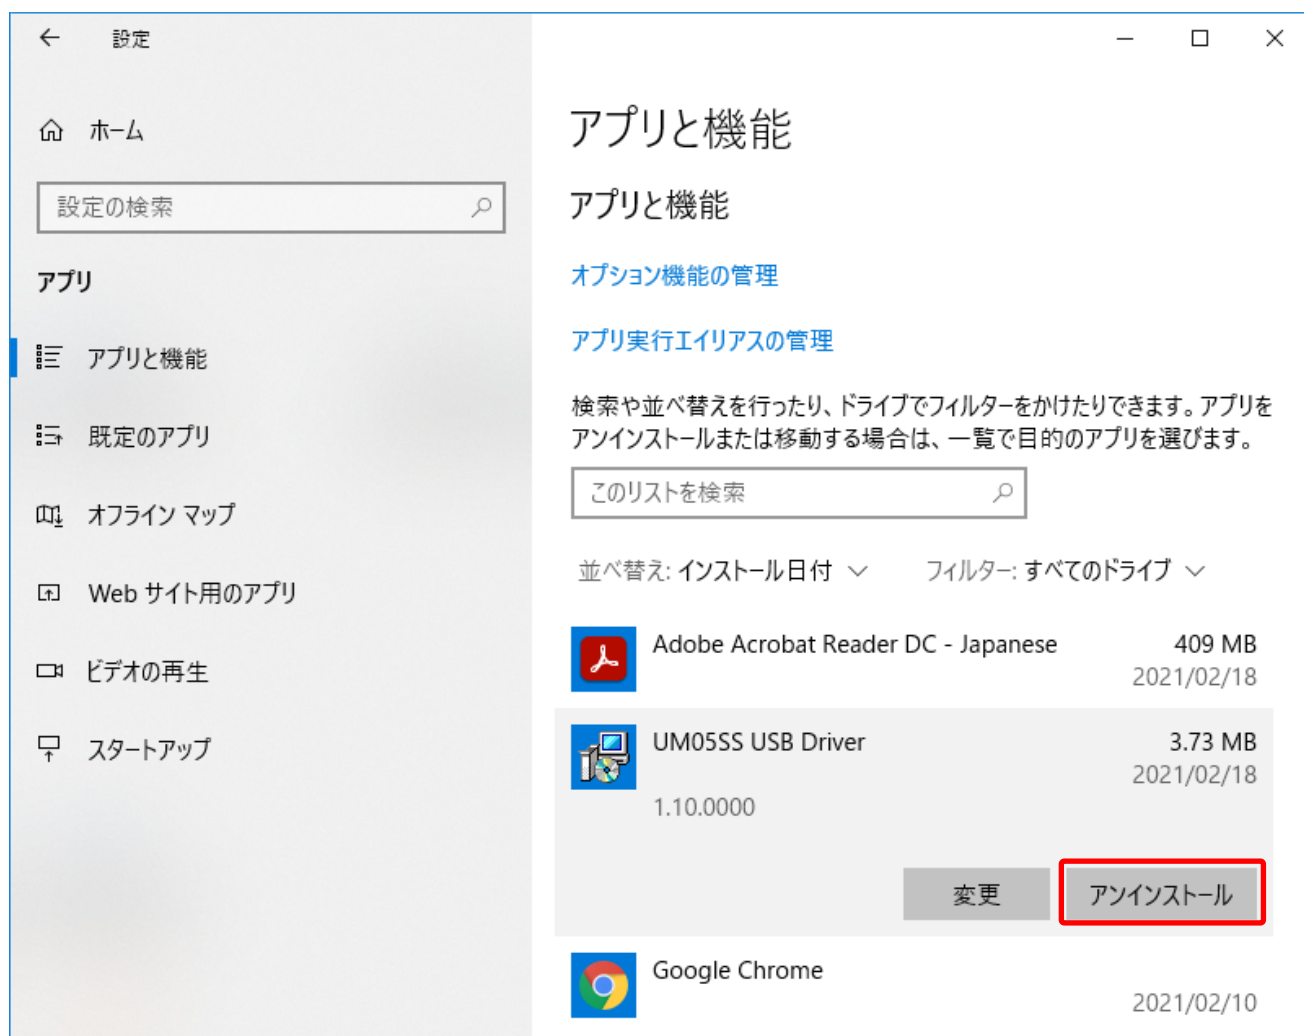 設定
ホーム
設定の検索
アプリ
アプリと機能
既定のアプリ
オフライン マップ
Web サイト用のアプリ
ビデオの再生
スタートアップ
アプリと機能
アプリと機能
オプション機能の管理
アプリ実行エイリアスの管理
検索や並べ替えを行ったり、ドライブでフィルターをかけたりできます。アプリを
アンインストールまたは移動する場合は、一覧で目的のアプリを選びます。
このリストを検索
並べ替え: インストール日付 フィルター: すべてのドライブ
Adobe Acrobat Reader DC - Japanese 409 MB
2021/02/18
UM05SS USB Driver 3.73 MB
2021/02/18
1.10.0000
変更 アンインストール
Google Chrome
2021/02/10